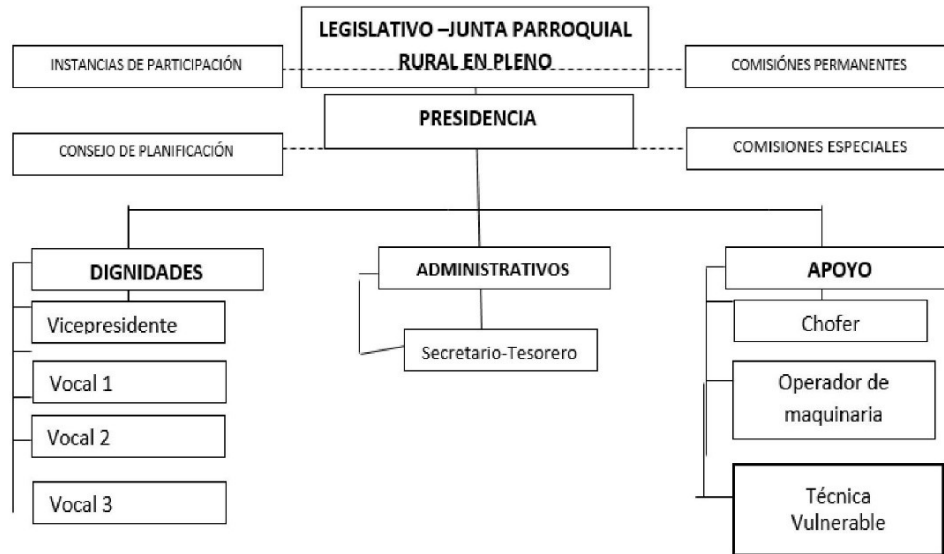 LEGISLATIVO –JUNTA PARROQUIAL
RURAL EN PLENO
INSTANCIAS DE PARTICIPACIÓN
COMISIÓNES PERMANENTES
PRESIDENCIA
CONSEJO DE PLANIFICACIÓN
COMISIONES ESPECIALES
DIGNIDADES
Vicepresidente
Vocal 1
Vocal 2
Vocal 3
ADMINISTRATIVOS
Secretario-Tesorero
APOYO
Chofer
Operador de
maquinaria
Técnica
Vulnerable